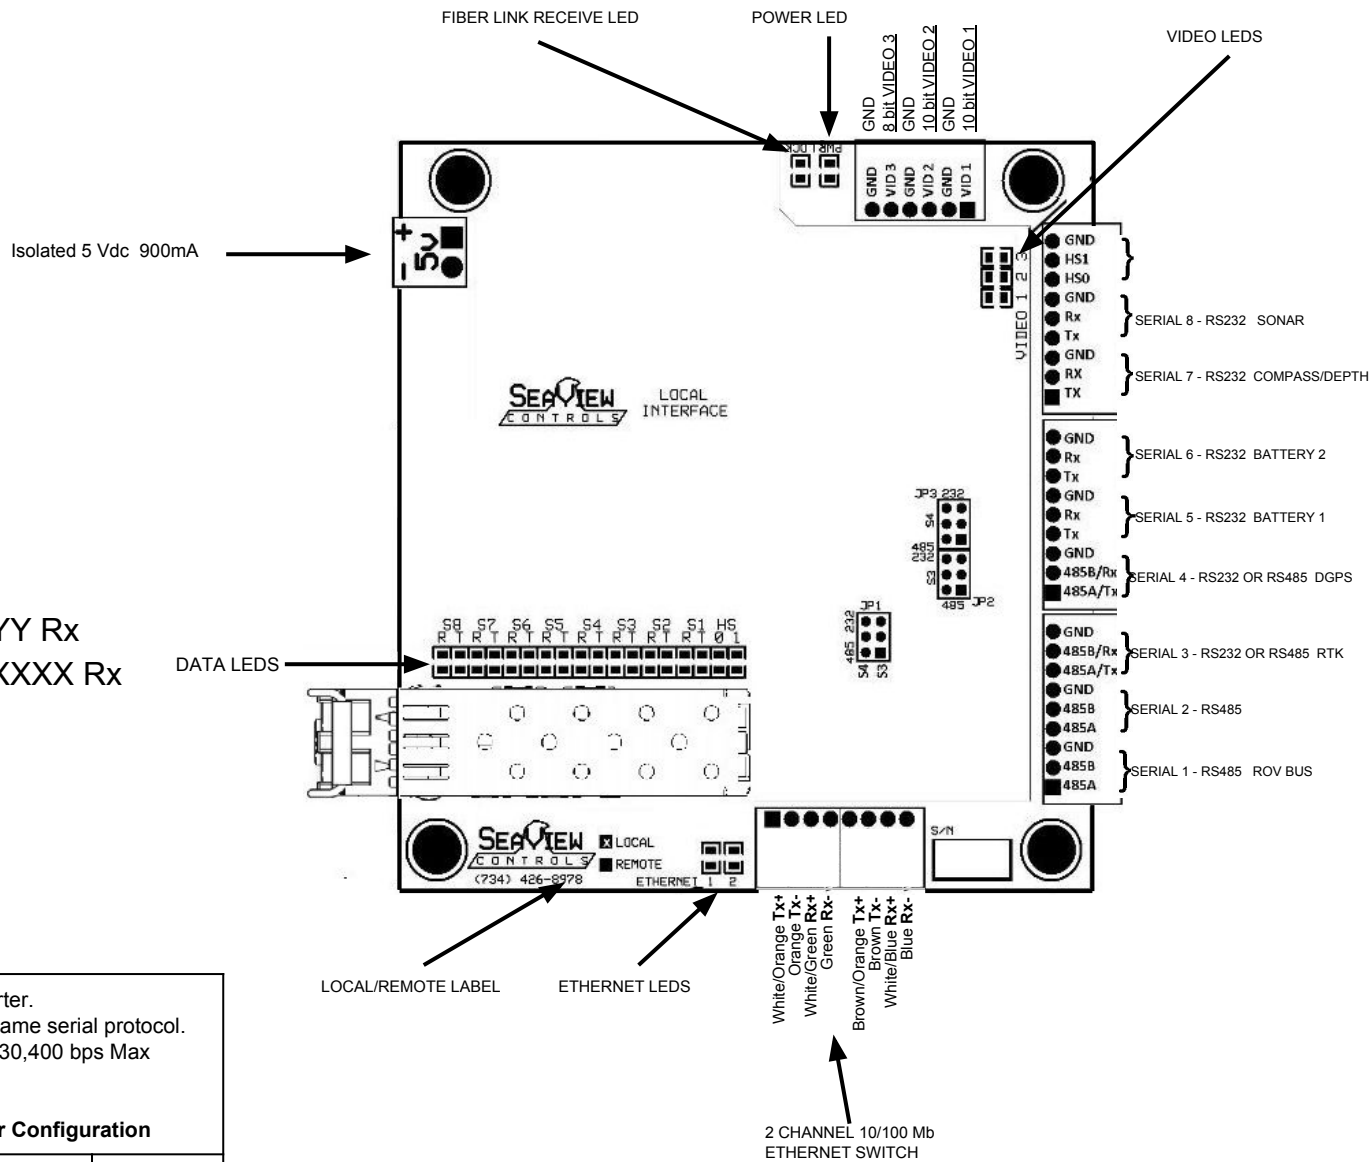 FIBER LINK RECEIVE LED
POWER LED
VIDEO LEDS
GND
8 bit VIDEO 3
GND
10 bit VIDEO 2
GND
10 bit VIDEO 1
LOCK
PWR
GND
VID 3
GND
VID 2
GND
VID 1
Isolated 5 Vdc 900mA
+
-
5v
VIDEO 1 2 3
GND
HS1
HS0
GND
Rx
Tx
SERIAL 8 - RS232 SONAR
GND
RX
TX
SERIAL 7 - RS232 COMPASS/DEPTH
SEAVIEW
CONTROLS
LOCAL
INTERFACE
GND
Rx
Tx
SERIAL 6 - RS232 BATTERY 2
GND
Rx
Tx
SERIAL 5 - RS232 BATTERY 1
GND
485B/Rx
485A/Tx
SERIAL 4 - RS232 OR RS485 DGPS
JP3 232
S4
485
232
S3
485 JP2
JP1
232
485
S4 S3
YY Rx
XXXX Rx
DATA LEDS
S8 S7 S6 S5 S4 S3 S2 S1 HS
R T R T R T R T R T R T R T R T 0 1
GND
485B/Rx
485A/Tx
SERIAL 3 - RS232 OR RS485 RTK
GND
485B
485A
SERIAL 2 - RS485
GND
485B
485A
SERIAL 1 - RS485 ROV BUS
SEAVIEW
CONTROLS
(734) 426-8978
X LOCAL
REMOTE
ETHERNET 1 2
S/N
LOCAL/REMOTE LABEL
ETHERNET LEDS
White/Orange Tx+
Orange Tx-
White/Green Rx+
Green Rx-
Brown/Orange Tx+
Brown Tx-
White/Blue Rx+
Blue Rx-
2 CHANNEL 10/100 Mb
ETHERNET SWITCH
rter.
ame serial protocol.
30,400 bps Max
r Configuration